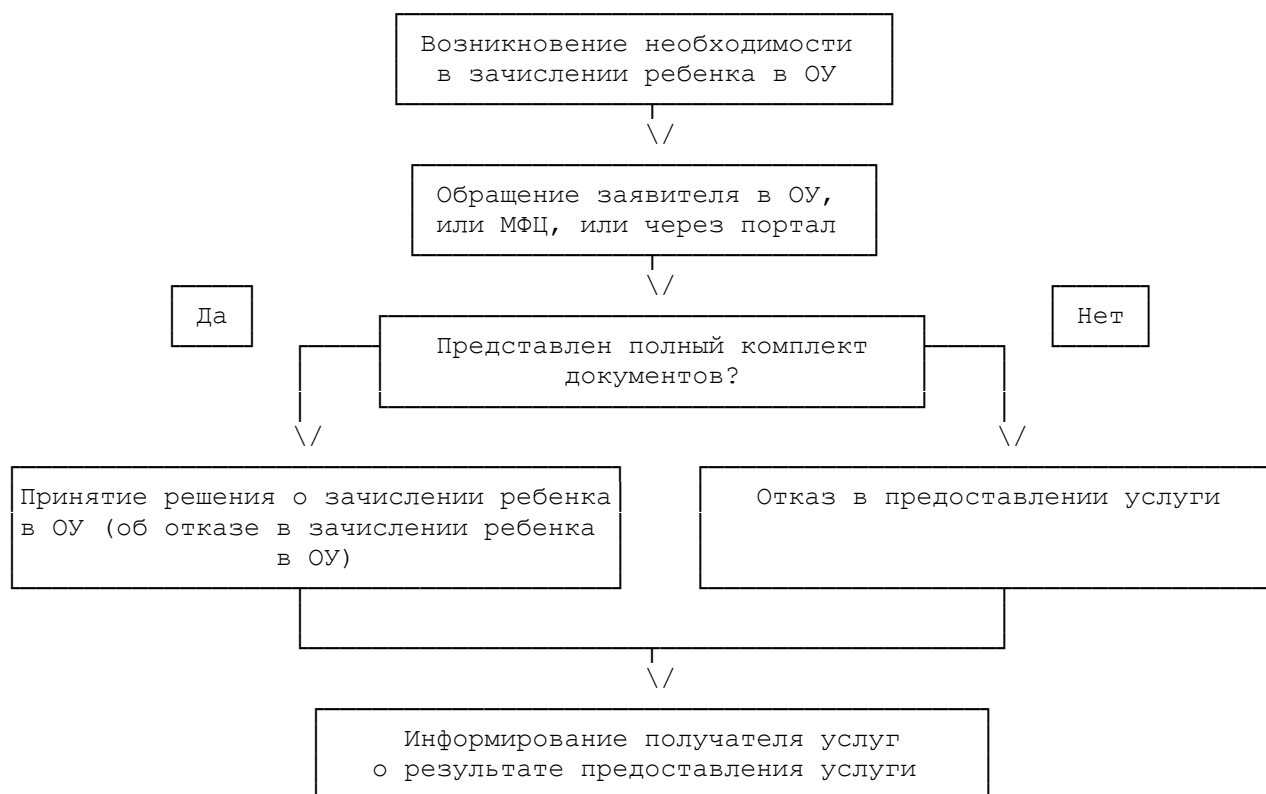 Возникновение необходимости
в зачислении ребенка в ОУ
Обращение заявителя в ОУ,
или МФЦ, или через портал
Да
Нет
Представлен полный комплект
документов?
Принятие решения о зачислении ребенка
в ОУ (об отказе в зачислении ребенка
в ОУ)
Отказ в предоставлении услуги
Информирование получателя услуг
о результате предоставления услуги